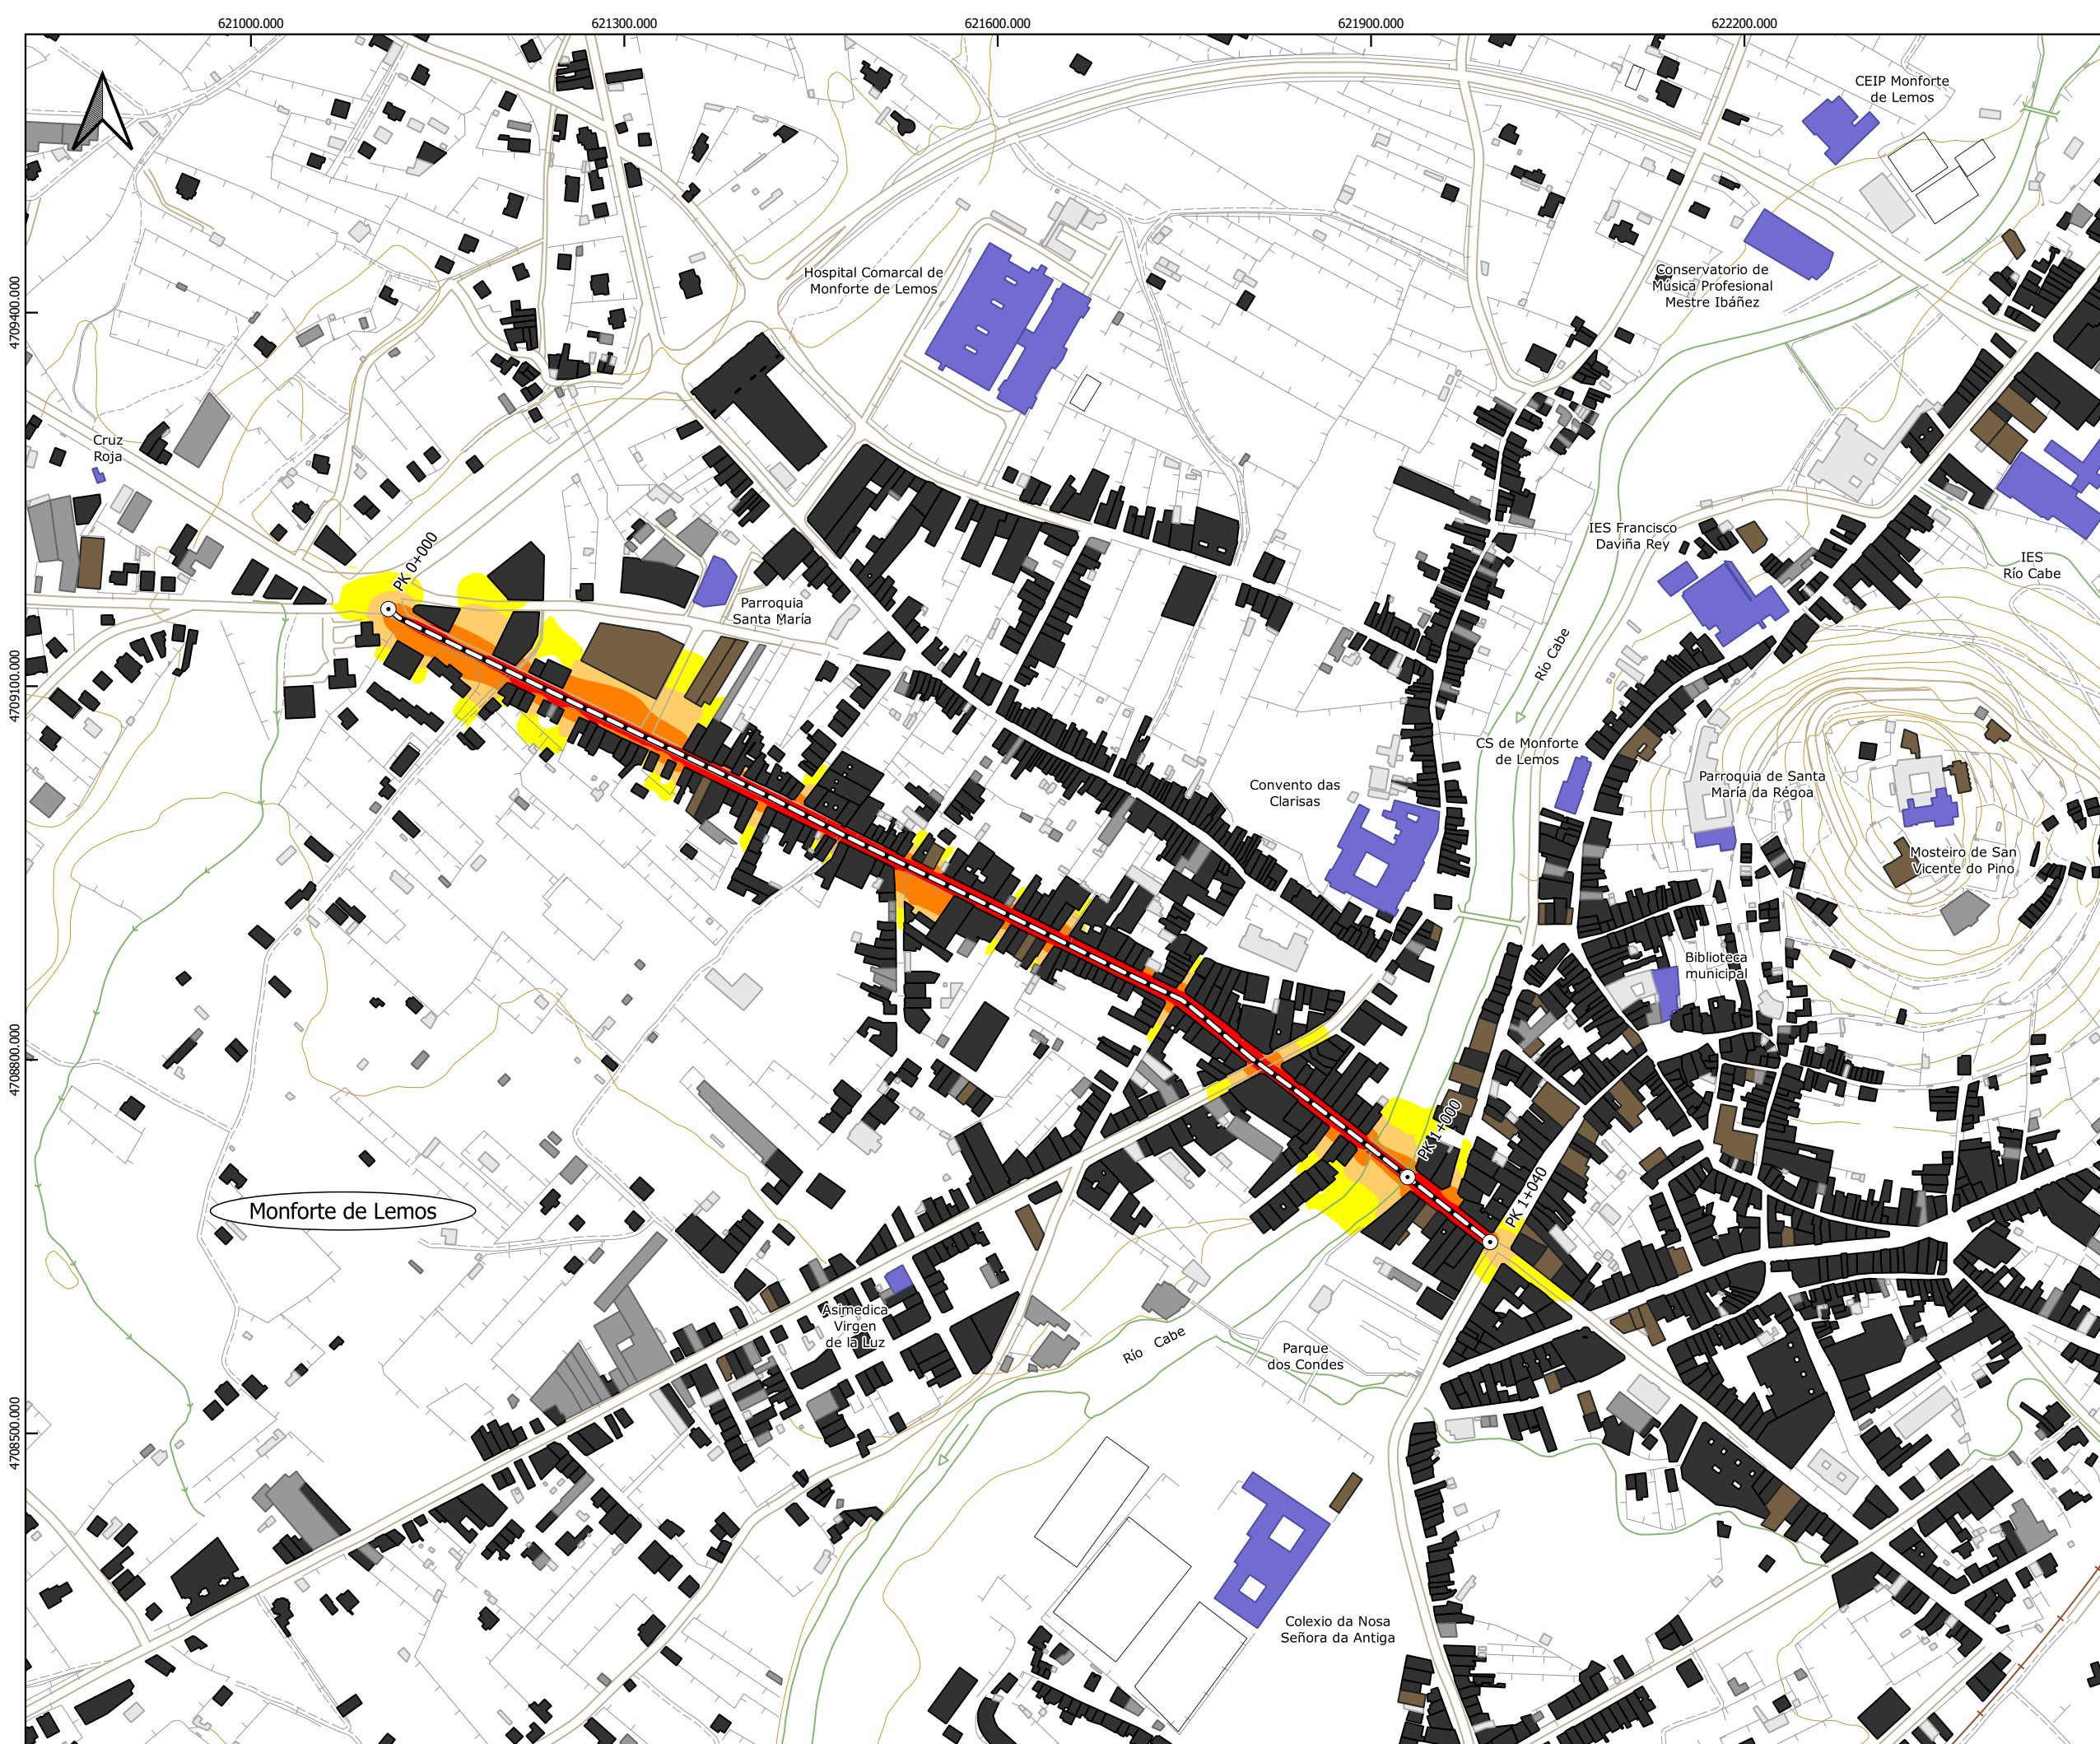 621000.000
621300.000
621600.000
621900.000
622200.000
4709400.000
4709100.000
4708800.000
4708500.000
CEIP Monforte
de Lemos
Hospital Comarcal de
Monforte de Lemos
Conservatorio de
Música Profesional
Mestre Ibáñez
Cruz
Roja
PK 0+000
IES Francisco
Daviña Rey
IES
Río Cabe
Parroquia
Santa María
Río Cabe
CS de Monforte
de Lemos
Convento das
Clarisas
Parroquia de Santa
María da Régoa
Mosteiro de San
Vicente do Pino
Biblioteca
municipal
PK 1+000
PK 1+040
Monforte de Lemos
Asimedica
Virgen
de la Luz
Río Cabe
Parque
dos Condes
Colexio da Nosa
Señora da Antiga